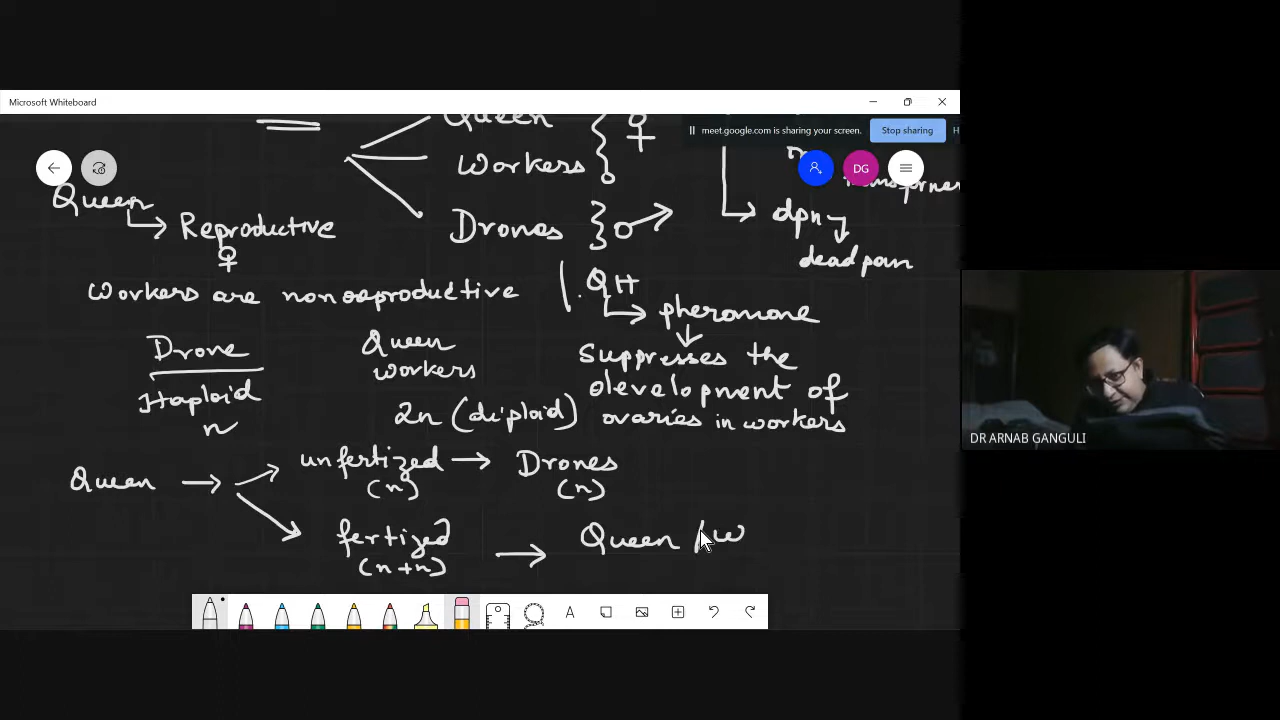 Microsoft Whiteboard
meet.google.com is sharing your screen.
Stop sharing
H
Queen
DG
Workers
Queen
Reproductive
Drones
dpn
dead pan
Workers are nonreproductive
1. QH
pheromone
Suppresses the
development of
ovaries in workers
Drone
Haploid
n
Queen
workers
2n (diploid)
Queen → unfertized → Drones
(n) (n)
fertized → Queen / w
(n+n)
A
DR ARNAB GANGULI